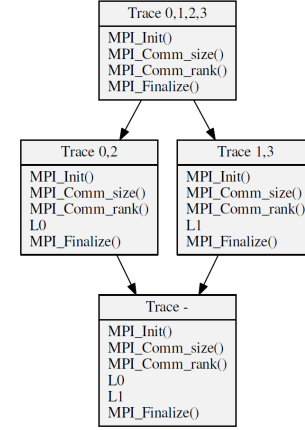 Trace 0,1,2,3
MPI_Init()
MPI_Comm_size()
MPI_Comm_rank()
MPI_Finalize()
Trace 0,2
MPI_Init()
MPI_Comm_size()
MPI_Comm_rank()
L0
MPI_Finalize()
Trace 1,3
MPI_Init()
MPI_Comm_size()
MPI_Comm_rank()
L1
MPI_Finalize()
Trace -
MPI_Init()
MPI_Comm_size()
MPI_Comm_rank()
L0
L1
MPI_Finalize()